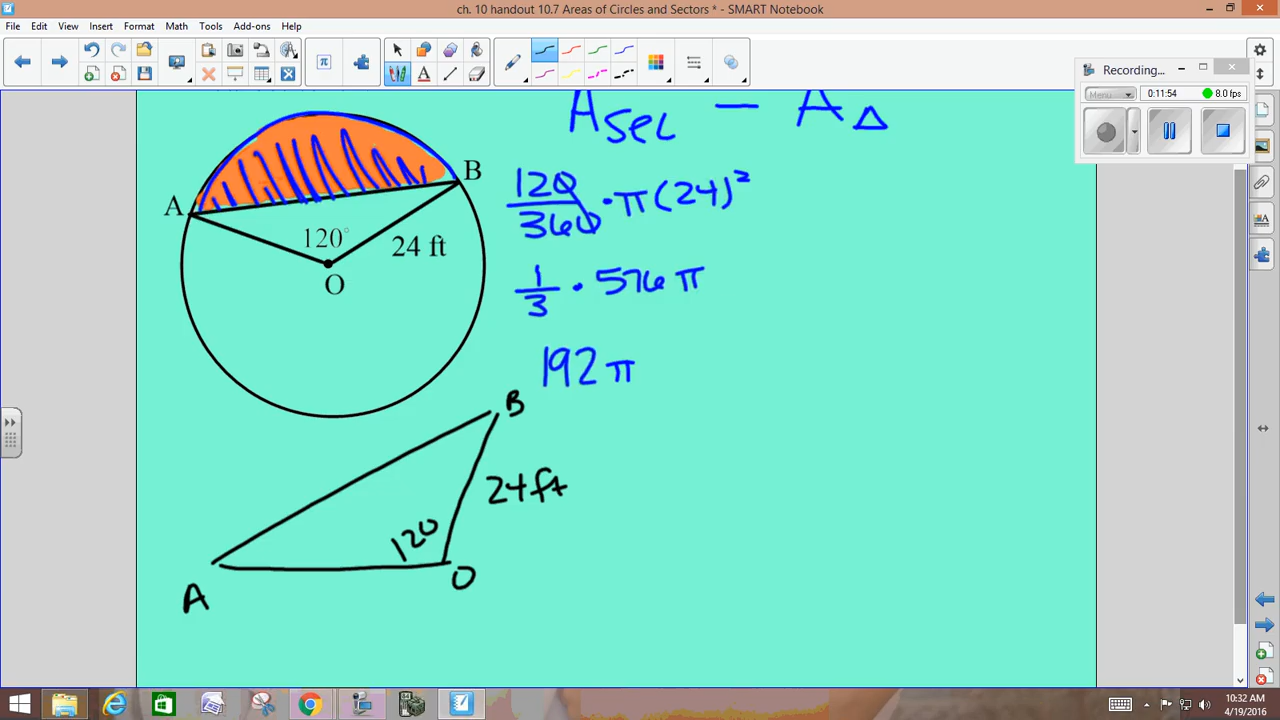 ch. 10 handout 10.7 Areas of Circles and Sectors * - SMART Notebook
File Edit View Insert Format Math Tools Add-ons Help
Recording...
Menu
0:11:54
8.0 fps
A sec − A Δ
A
B
120°
24 ft
O
120/360 • π(24)²
1/3 • 576π
192π
B
24ft
120
O
A
10:32 AM
4/19/2016